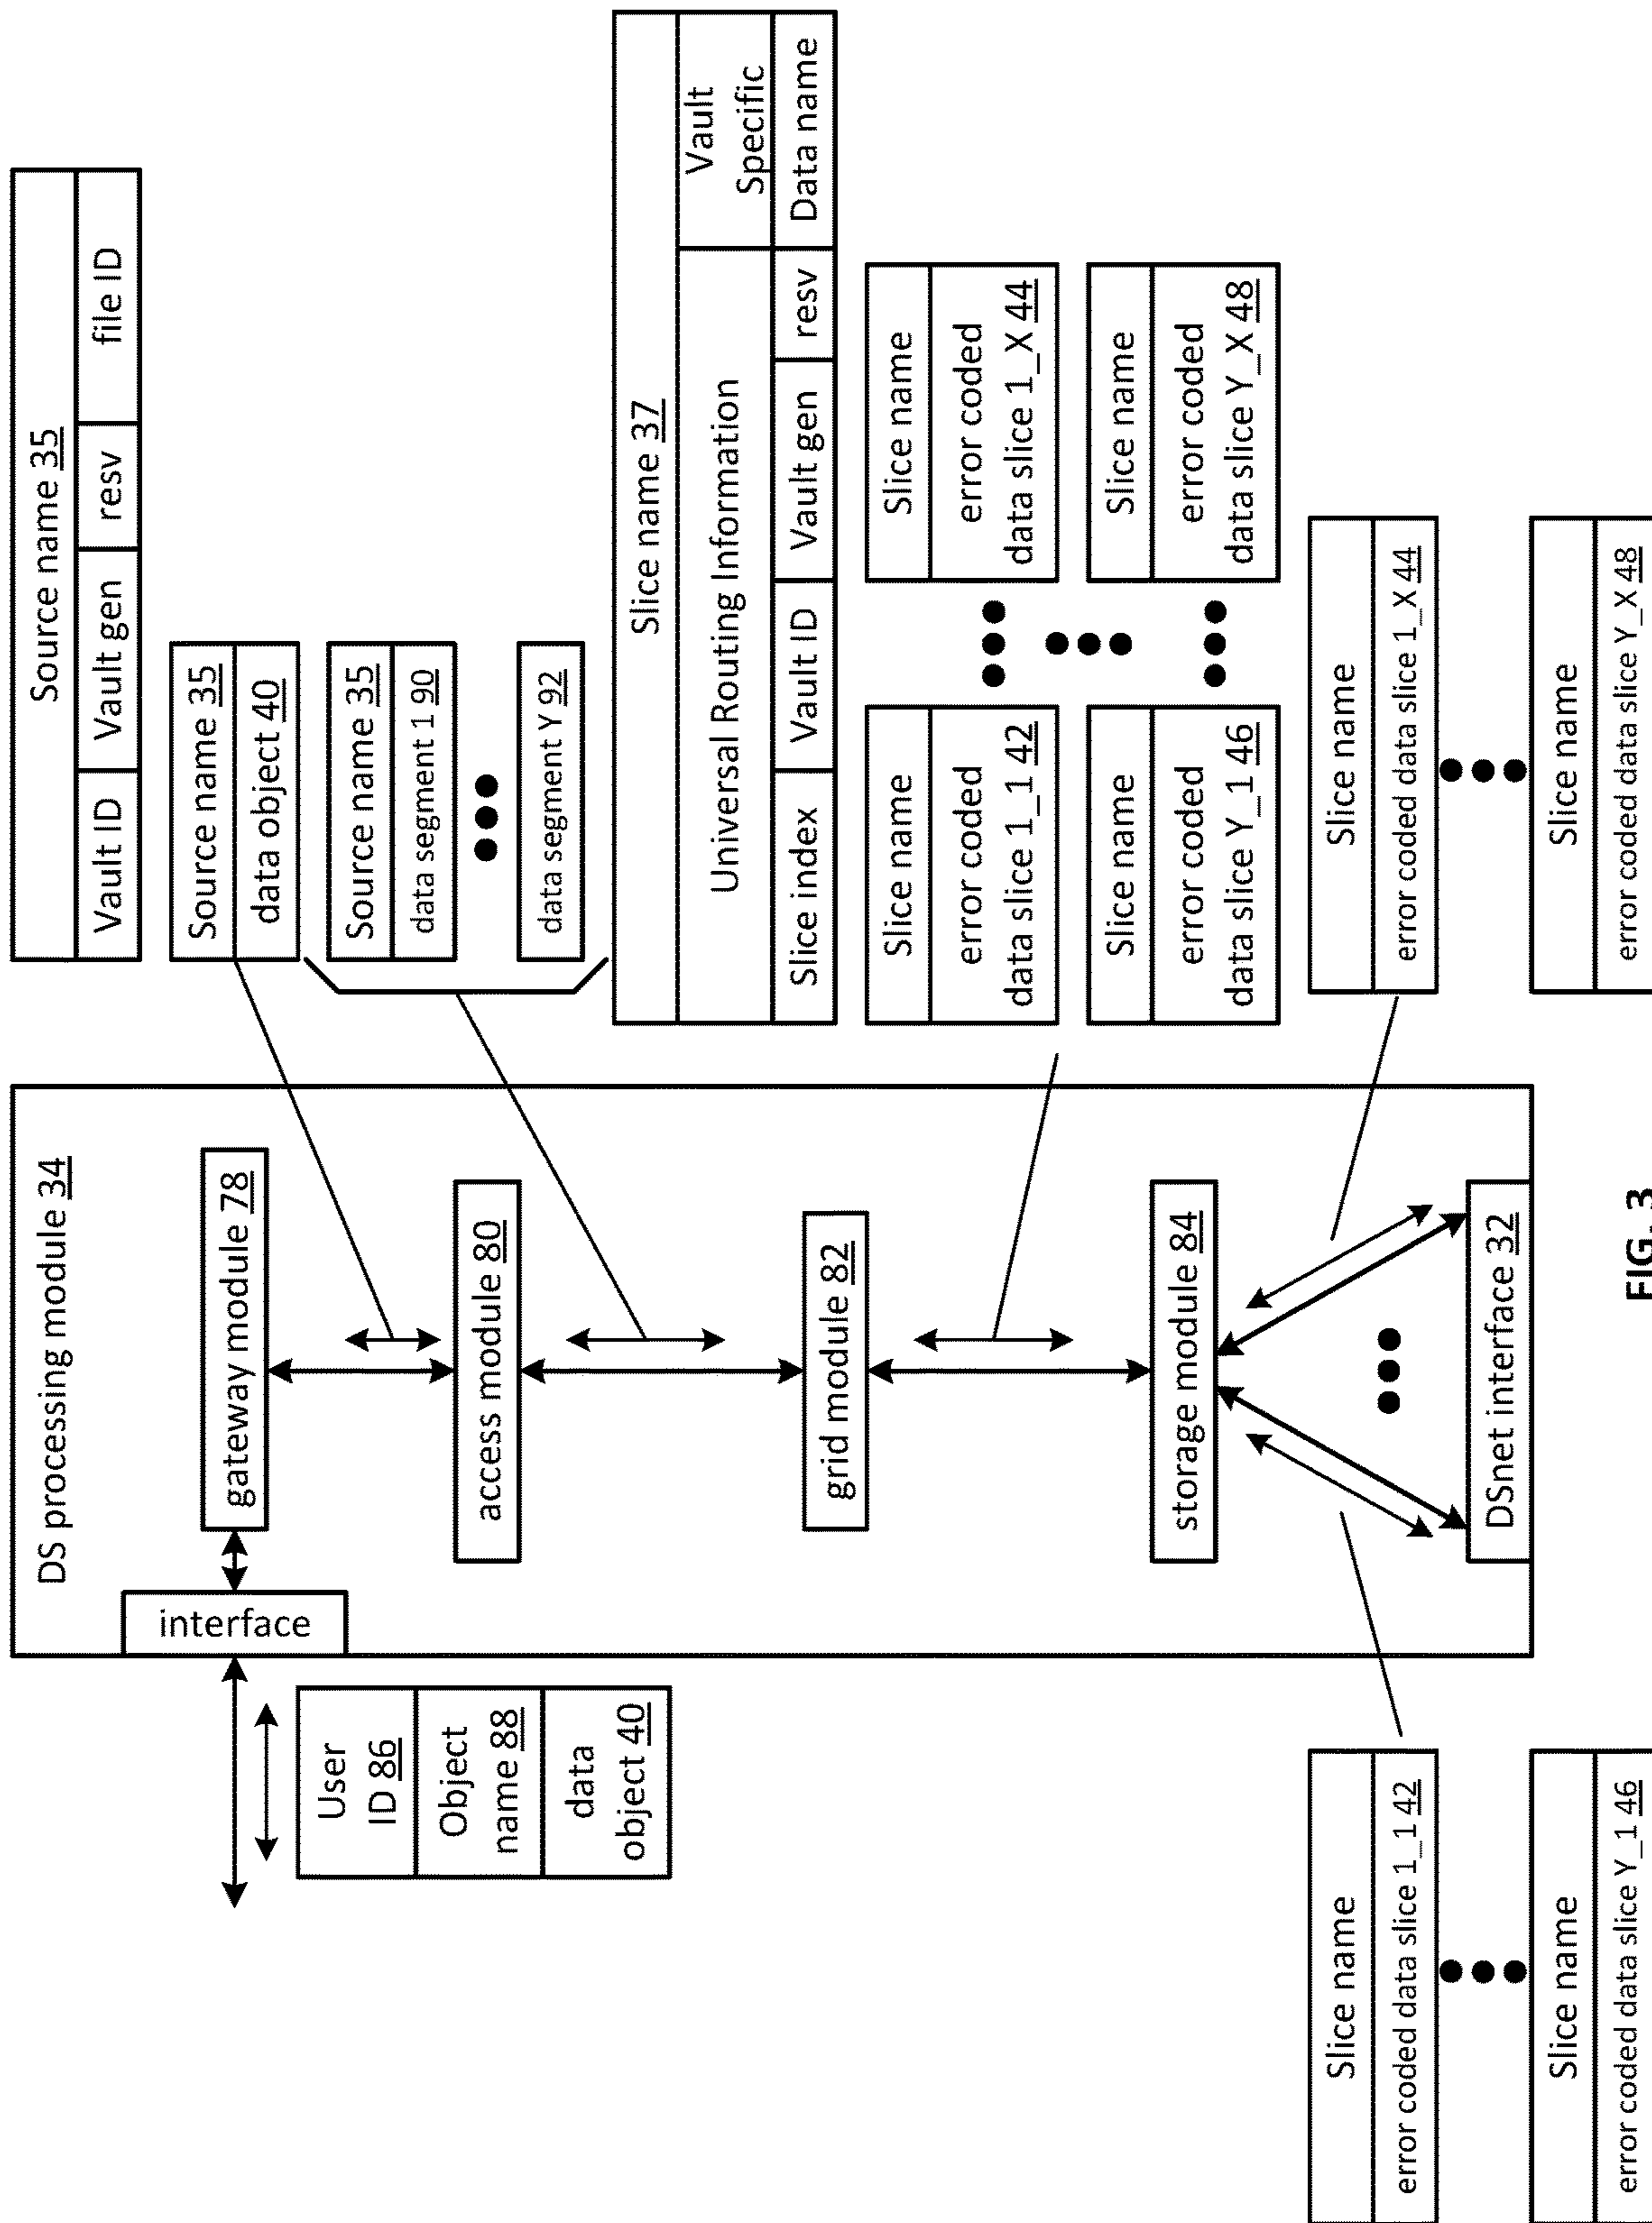 DS processing module 34
interface
gateway module 78
access module 80
grid module 82
storage module 84
DSnet interface 32
User
ID 86
Object
name 88
data
object 40
Source name 35
Vault ID
Vault gen
resv
file ID
Source name 35
data object 40
Source name 35
data segment 1 90
data segment Y 92
Slice name 37
Universal Routing Information
Vault
Specific
Slice index
Vault ID
Vault gen
resv
Data name
Slice name
error coded
data slice 1_1 42
Slice name
error coded
data slice 1_X 44
Slice name
error coded
data slice Y_1 46
Slice name
error coded
data slice Y_X 48
Slice name
error coded data slice 1_1 42
Slice name
error coded data slice Y_1 46
Slice name
error coded data slice 1_X 44
Slice name
error coded data slice Y_X 48
FIG. 3